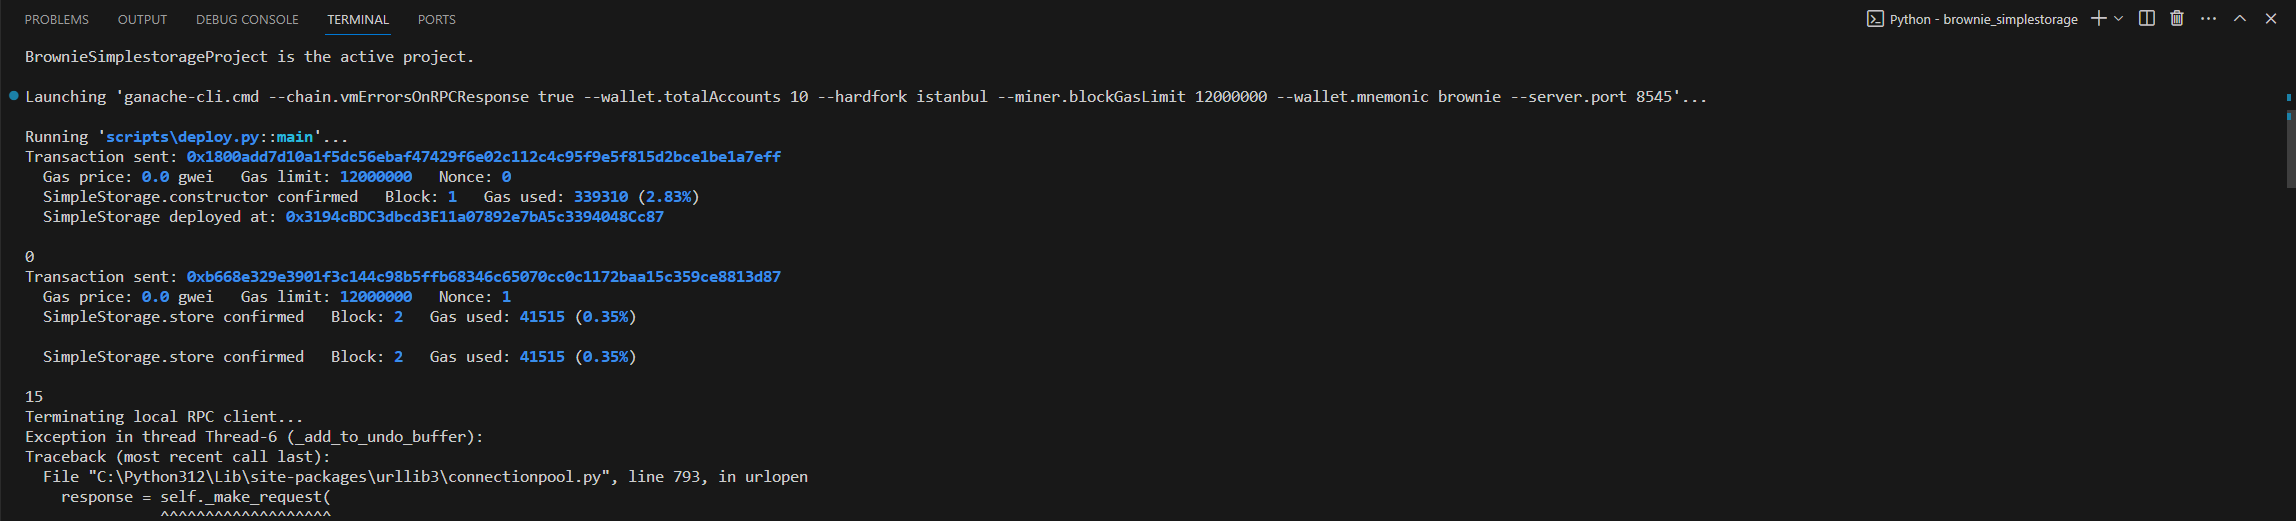 PROBLEMS OUTPUT DEBUG CONSOLE TERMINAL PORTS Python - brownie_simplestorage
BrownieSimplestorageProject is the active project.
Launching 'ganache-cli.cmd --chain.vmErrorsOnRPCResponse true --wallet.totalAccounts 10 --hardfork istanbul --miner.blockGasLimit 12000000 --wallet.mnemonic brownie --server.port 8545'...
Running 'scripts\deploy.py::main'...
Transaction sent: 0x1800add7d10a1f5dc56ebaf47429f6e02c112c4c95f9e5f815d2bce1be1a7eff
  Gas price: 0.0 gwei   Gas limit: 12000000   Nonce: 0
  SimpleStorage.constructor confirmed   Block: 1   Gas used: 339310 (2.83%)
  SimpleStorage deployed at: 0x3194cBDC3dbcd3E11a07892e7bA5c3394048Cc87
0
Transaction sent: 0xb668e329e3901f3c144c98b5ffb68346c65070cc0c1172baa15c359ce8813d87
  Gas price: 0.0 gwei   Gas limit: 12000000   Nonce: 1
  SimpleStorage.store confirmed   Block: 2   Gas used: 41515 (0.35%)
  SimpleStorage.store confirmed   Block: 2   Gas used: 41515 (0.35%)
15
Terminating local RPC client...
Exception in thread Thread-6 (_add_to_undo_buffer):
Traceback (most recent call last):
  File "C:\Python312\Lib\site-packages\urllib3\connectionpool.py", line 793, in urlopen
    response = self._make_request(
               ^^^^^^^^^^^^^^^^^^^